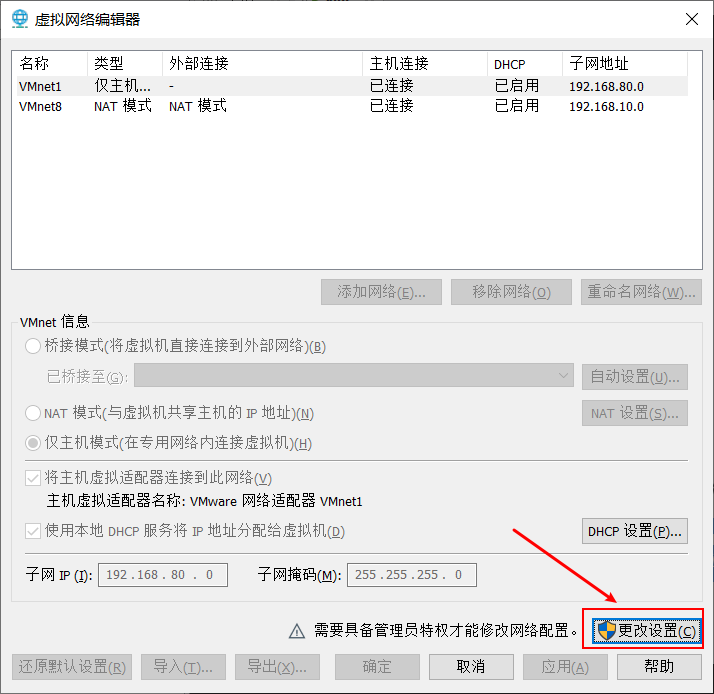 虚拟网络编辑器
名称 类型 外部连接 主机连接 DHCP 子网地址
VMnet1 仅主机... - 已连接 已启用 192.168.80.0
VMnet8 NAT 模式 NAT 模式 已连接 已启用 192.168.10.0
添加网络(E)... 移除网络(O) 重命名网络(W)...
VMnet 信息
桥接模式(将虚拟机直接连接到外部网络)(B)
已桥接至(G): 自动设置(U)...
NAT 模式(与虚拟机共享主机的 IP 地址)(N) NAT 设置(S)...
仅主机模式(在专用网络内连接虚拟机)(H)
将主机虚拟适配器连接到此网络(V)
主机虚拟适配器名称: VMware 网络适配器 VMnet1
使用本地 DHCP 服务将 IP 地址分配给虚拟机(D) DHCP 设置(P)...
子网 IP (I): 192 . 168 . 80 . 0 子网掩码(M): 255 . 255 . 255 . 0
需要具备管理员特权才能修改网络配置。 更改设置(C)
还原默认设置(R) 导入(T)... 导出(X)... 确定 取消 应用(A) 帮助